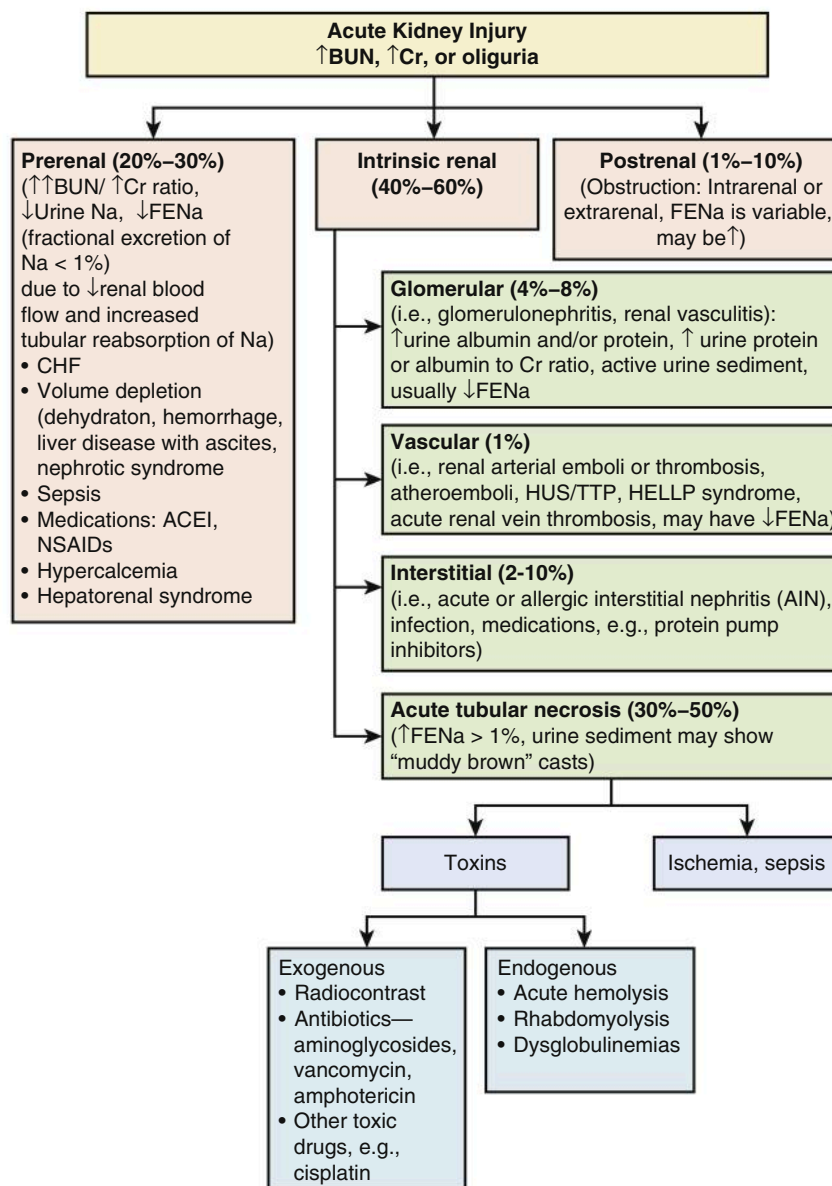 Acute Kidney Injury
↑BUN, ↑Cr, or oliguria
Prerenal (20%–30%)
(↑↑BUN/ ↑Cr ratio,
↓Urine Na, ↓FENa
(fractional excretion of
Na < 1%)
due to ↓renal blood
flow and increased
tubular reabsorption of Na)
• CHF
• Volume depletion
(dehydraton, hemorrhage,
liver disease with ascites,
nephrotic syndrome
• Sepsis
• Medications: ACEI,
NSAIDs
• Hypercalcemia
• Hepatorenal syndrome
Intrinsic renal
(40%–60%)
Postrenal (1%–10%)
(Obstruction: Intrarenal or
extrarenal, FENa is variable,
may be↑)
Glomerular (4%–8%)
(i.e., glomerulonephritis, renal vasculitis):
↑urine albumin and/or protein, ↑ urine protein
or albumin to Cr ratio, active urine sediment,
usually ↓FENa
Vascular (1%)
(i.e., renal arterial emboli or thrombosis,
atheroemboli, HUS/TTP, HELLP syndrome,
acute renal vein thrombosis, may have ↓FENa)
Interstitial (2-10%)
(i.e., acute or allergic interstitial nephritis (AIN),
infection, medications, e.g., protein pump
inhibitors)
Acute tubular necrosis (30%–50%)
(↑FENa > 1%, urine sediment may show
“muddy brown” casts)
Toxins
Ischemia, sepsis
Exogenous
• Radiocontrast
• Antibiotics—
aminoglycosides,
vancomycin,
amphotericin
• Other toxic
drugs, e.g.,
cisplatin
Endogenous
• Acute hemolysis
• Rhabdomyolysis
• Dysglobulinemias